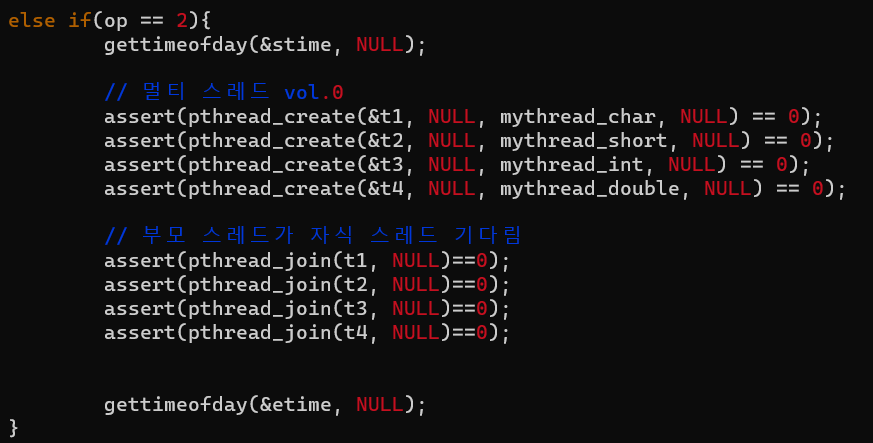 else if(op == 2){
gettimeofday(&stime, NULL);
// 멀티 스레드 vol.0
assert(pthread_create(&t1, NULL, mythread_char, NULL) == 0);
assert(pthread_create(&t2, NULL, mythread_short, NULL) == 0);
assert(pthread_create(&t3, NULL, mythread_int, NULL) == 0);
assert(pthread_create(&t4, NULL, mythread_double, NULL) == 0);
// 부모 스레드가 자식 스레드 기다림
assert(pthread_join(t1, NULL)==0);
assert(pthread_join(t2, NULL)==0);
assert(pthread_join(t3, NULL)==0);
assert(pthread_join(t4, NULL)==0);
gettimeofday(&etime, NULL);
}